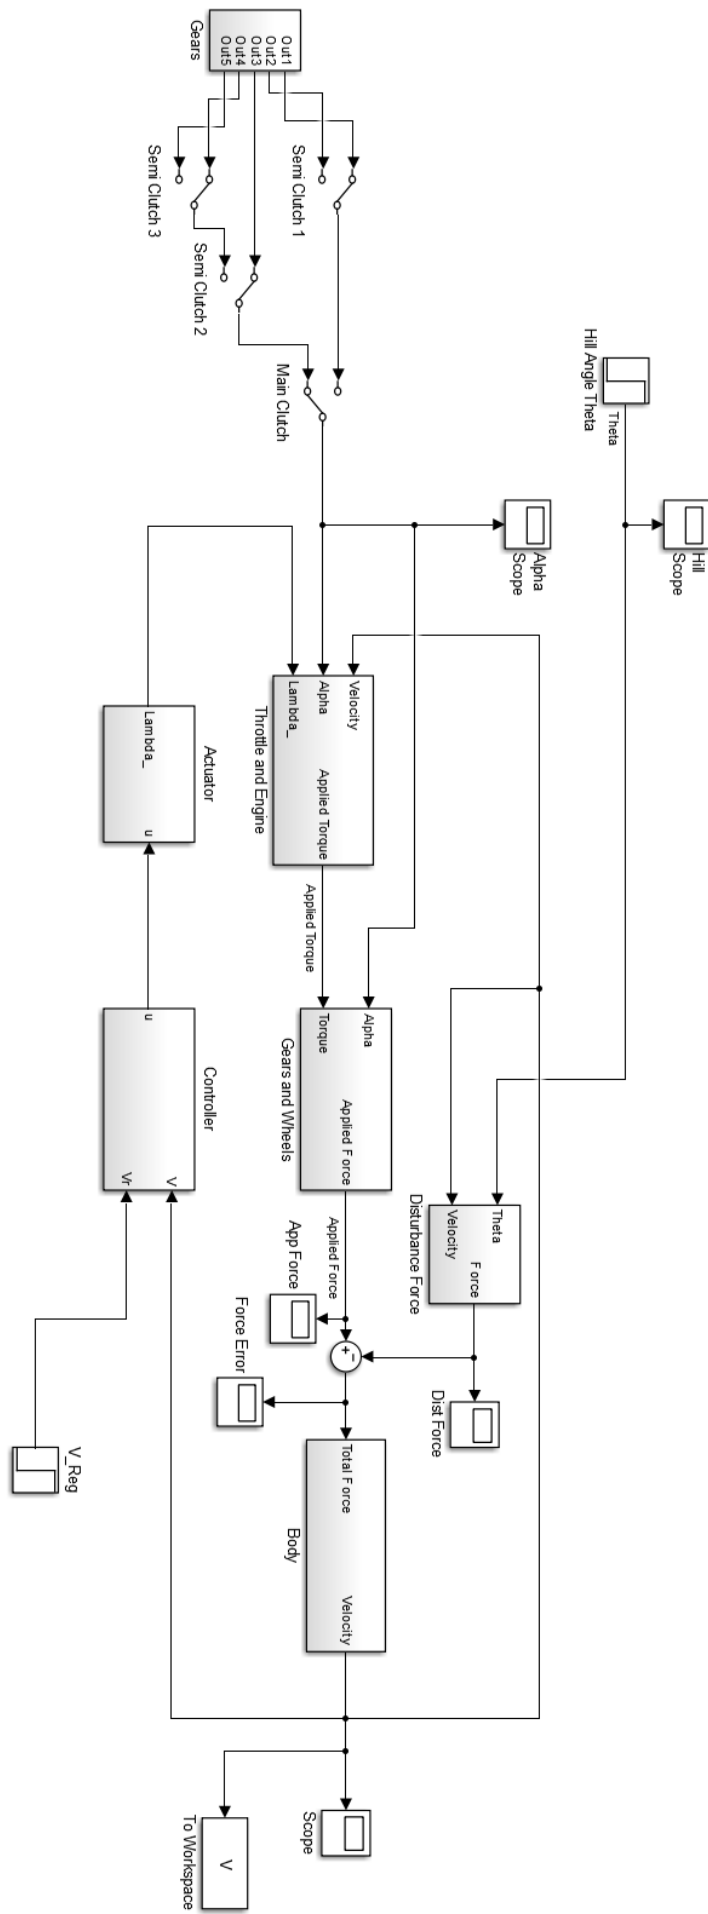 Hill Angle Theta
Theta
Hill
Scope
Alpha
Scope
Gears
Out1
Out2
Out3
Out4
Out5
Semi Clutch 1
Semi Clutch 3
Semi Clutch 2
Main Clutch
Velocity
Alpha
Lambda_
Applied Torque
Throttle and Engine
Applied Torque
Alpha
Torque
Applied Force
Gears and Wheels
Applied Force
Theta
Velocity
Force
Disturbance Force
Dist Force
App Force
Force Error
+
-
Total Force
Velocity
Body
Scope
V
To Workspace
Lambda_
u
Actuator
u
V
Vr
Controller
V_Reg